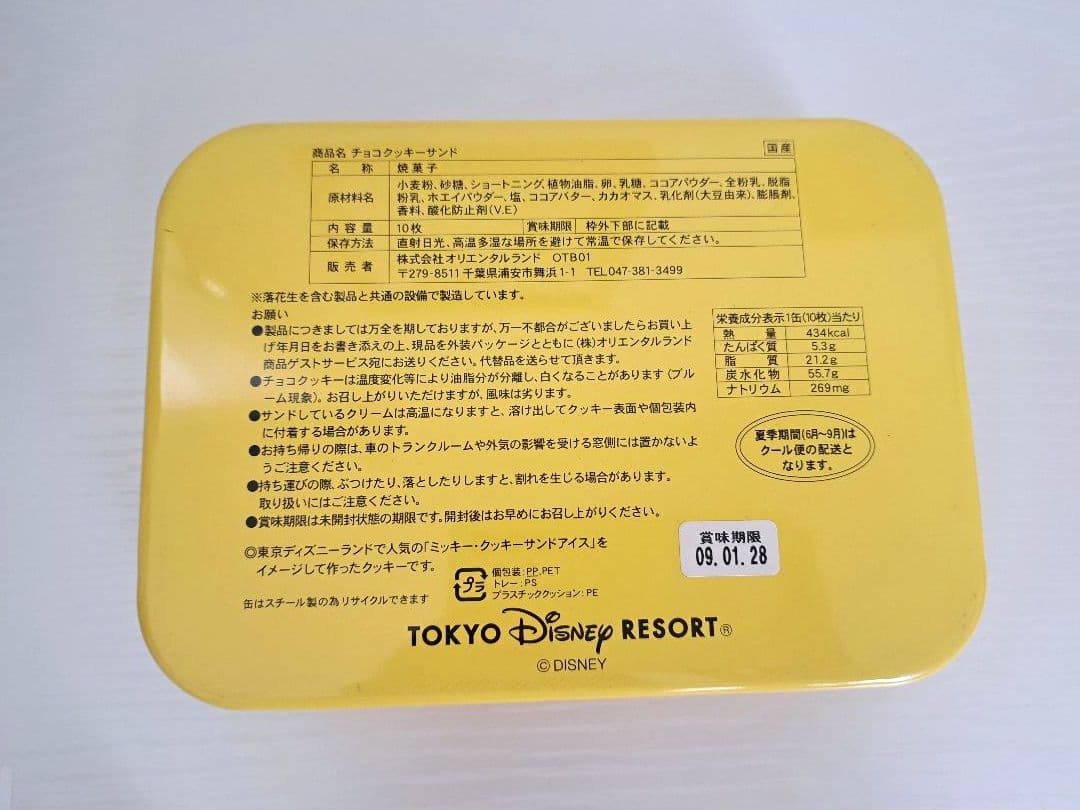 商品名 チョコクッキーサンド
国産
名 称 焼菓子
原材料名 小麦粉、砂糖、ショートニング、植物油脂、卵、乳糖、ココアパウダー、全粉乳、脱脂
粉乳、ホエイパウダー、塩、ココアバター、カカオマス、乳化剤(大豆由来)、膨脹剤、
香料、酸化防止剤(V.E)
内 容 量 10枚 賞味期限 枠外下部に記載
保存方法 直射日光、高温多湿な場所を避けて常温で保存してください。
販 売 者 株式会社オリエンタルランド OTB01
〒279-8511 千葉県浦安市舞浜1-1 TEL047-381-3499
※落花生を含む製品と共通の設備で製造しています。
お願い
●製品につきましては万全を期しておりますが、万一不都合がございましたらお買い上
げ年月日をお書き添えの上、現品を外装パッケージとともに(株)オリエンタルランド
商品ゲストサービス宛にお送りください。代替品を送らせて頂きます。
●チョコクッキーは温度変化等により油脂分が分離し、白くなることがあります(ブル
ーム現象)。お召し上がりいただけますが、風味は劣ります。
●サンドしているクリームは高温になりますと、溶け出してクッキー表面や個包装内
に付着する場合があります。
●お持ち帰りの際は、車のトランクルームや外気の影響を受ける窓側には置かないよ
うご注意ください。
●持ち運びの際、ぶつけたり、落としたりしますと、割れを生じる場合があります。
取り扱いにはご注意ください。
●賞味期限は未開封状態の期限です。開封後はお早めにお召し上がりください。
◎東京ディズニーランドで人気の「ミッキー・クッキーサンドアイス」を
イメージして作ったクッキーです。
栄養成分表示1缶(10枚)当たり
熱 量 434kcal
たんぱく質 5.3g
脂 質 21.2g
炭水化物 55.7g
ナトリウム 269mg
夏季期間(6月〜9月)は
クール便の配送と
なります。
賞味期限
09.01.28
缶はスチール製の為リサイクルできます
プラ
個包装:PP,PET
トレー:PS
プラスチッククッション:PE
TOKYO Disney RESORT®
©DISNEY